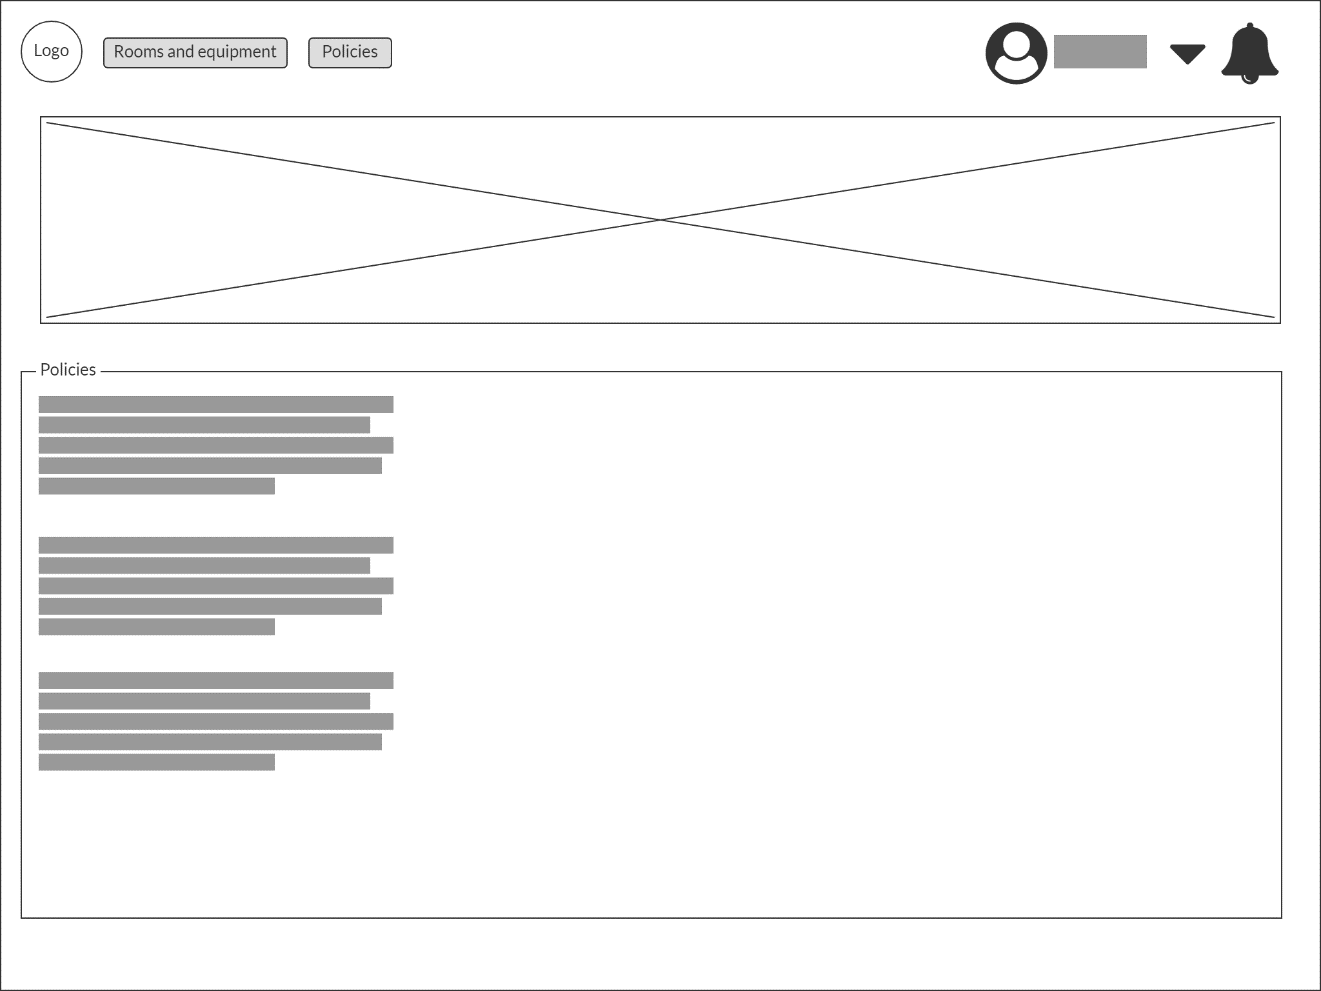 Logo
Rooms and equipment
Policies
Policies